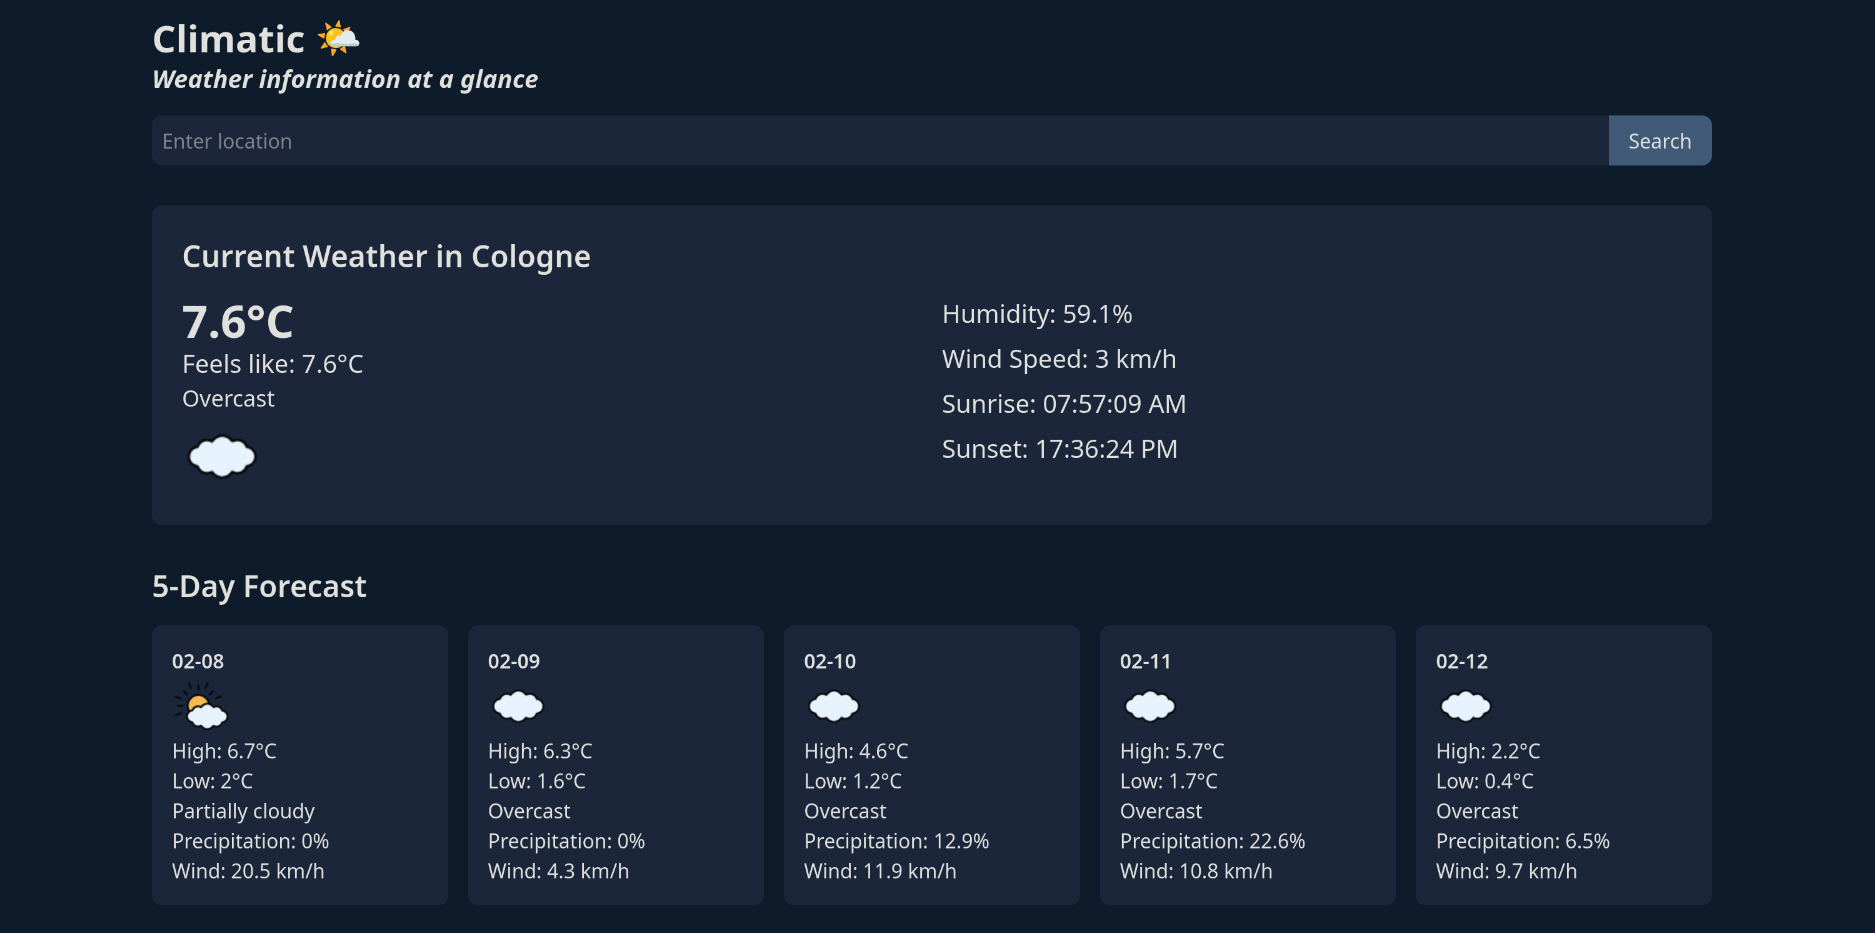 Climatic
Weather information at a glance
Enter location
Search
Current Weather in Cologne
7.6°C
Feels like: 7.6°C
Overcast
Humidity: 59.1%
Wind Speed: 3 km/h
Sunrise: 07:57:09 AM
Sunset: 17:36:24 PM
5-Day Forecast
02-08
High: 6.7°C
Low: 2°C
Partially cloudy
Precipitation: 0%
Wind: 20.5 km/h
02-09
High: 6.3°C
Low: 1.6°C
Overcast
Precipitation: 0%
Wind: 4.3 km/h
02-10
High: 4.6°C
Low: 1.2°C
Overcast
Precipitation: 12.9%
Wind: 11.9 km/h
02-11
High: 5.7°C
Low: 1.7°C
Overcast
Precipitation: 22.6%
Wind: 10.8 km/h
02-12
High: 2.2°C
Low: 0.4°C
Overcast
Precipitation: 6.5%
Wind: 9.7 km/h